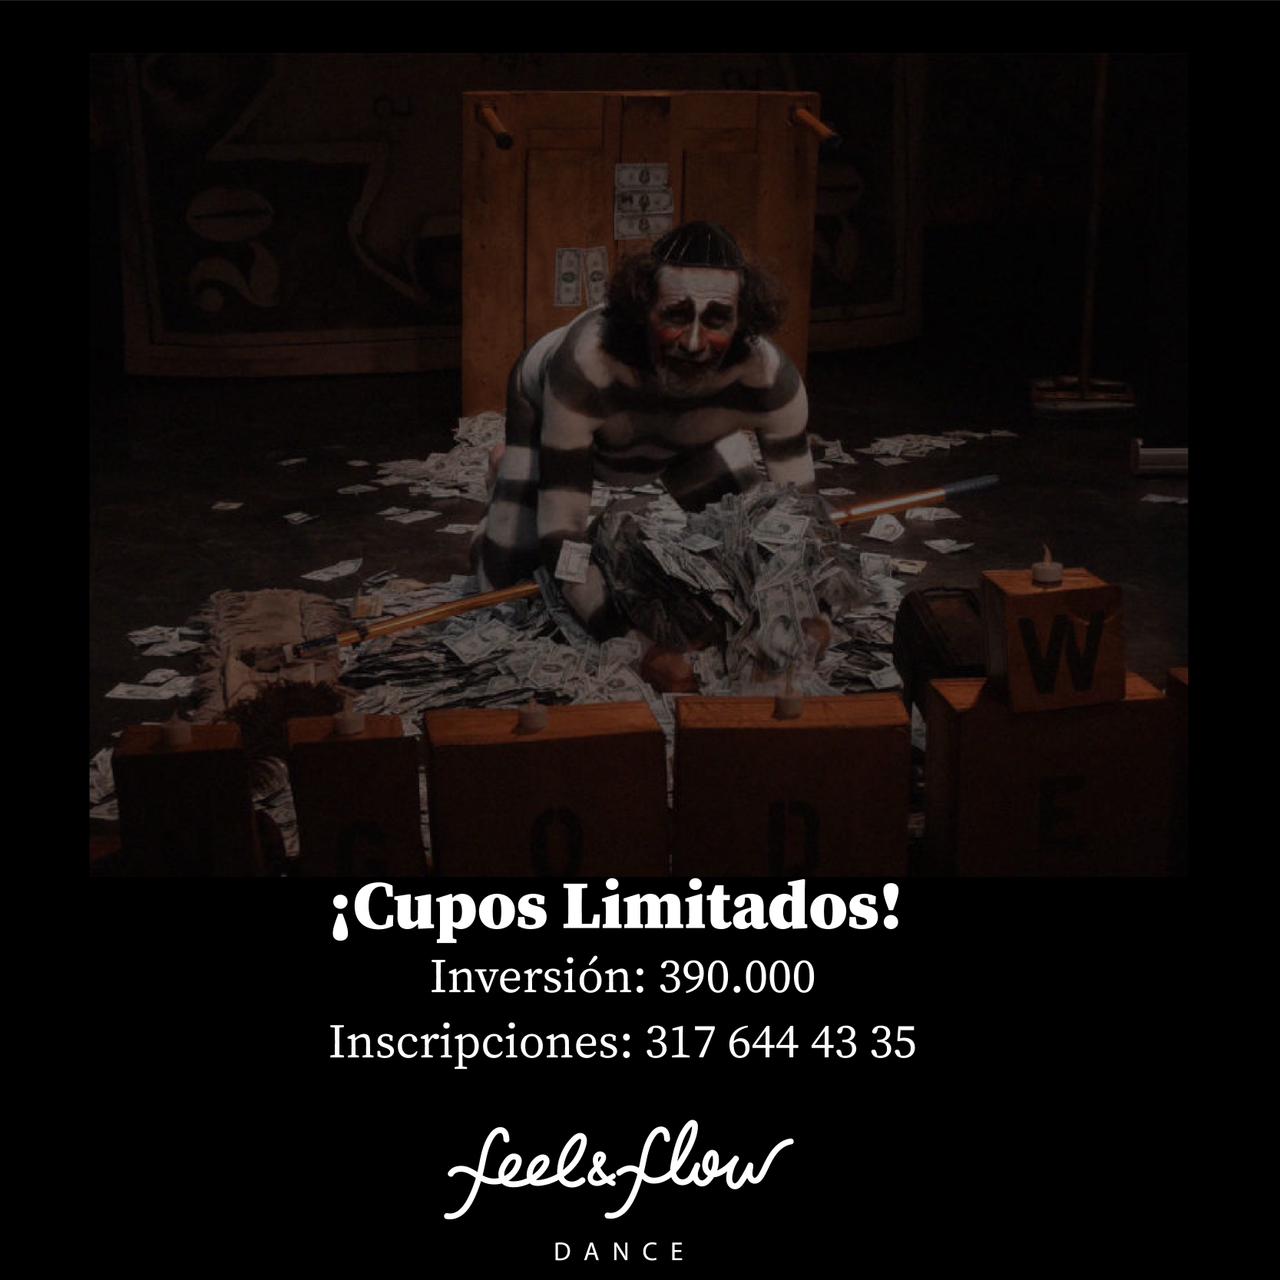 W
G O D E
¡Cupos Limitados!
Inversión: 390.000
Inscripciones: 317 644 43 35
feel&flow
DANCE